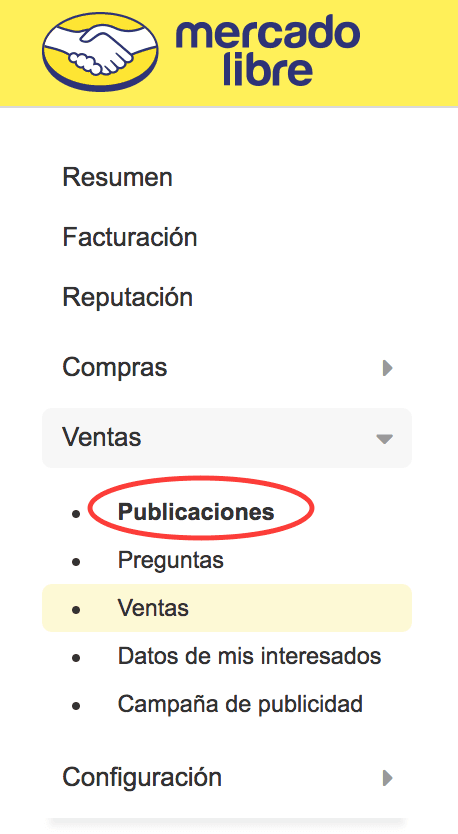 mercado
libre
Resumen
Facturación
Reputación
Compras
Ventas
Publicaciones
Preguntas
Ventas
Datos de mis interesados
Campaña de publicidad
Configuración